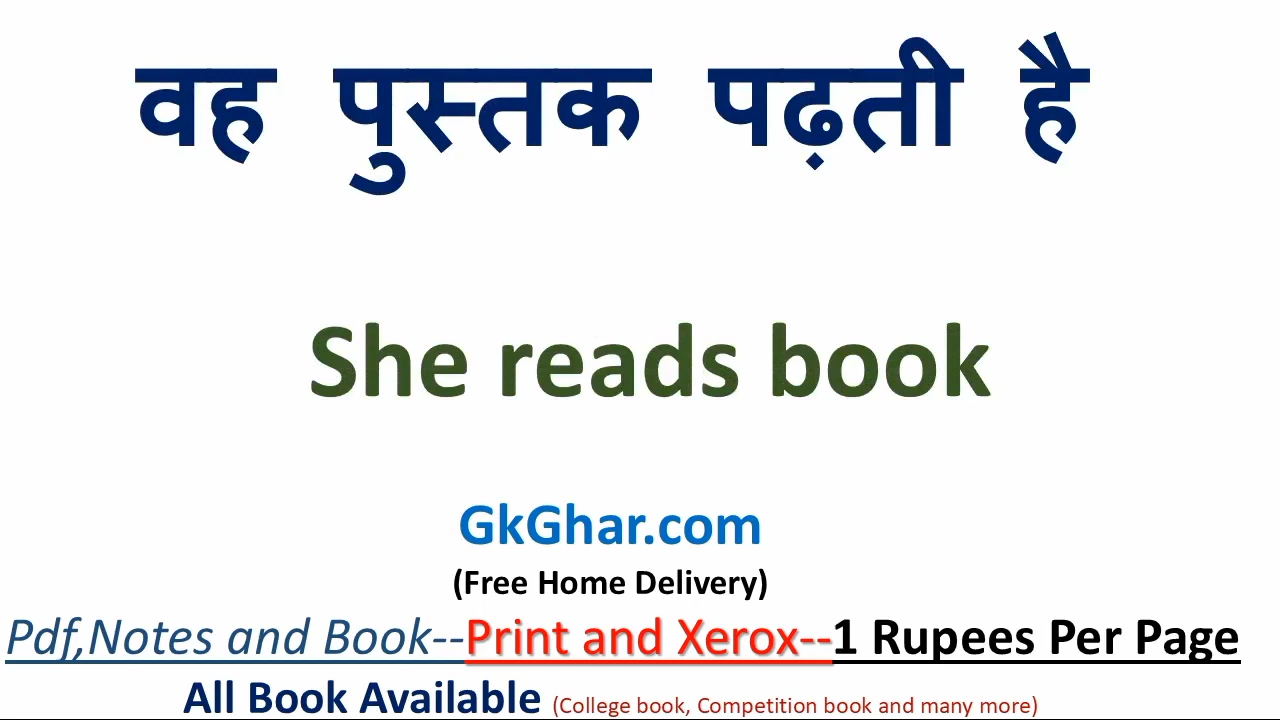 वह पुस्तक पढ़ती है
She reads book
GkGhar.com
(Free Home Delivery)
Pdf,Notes and Book--Print and Xerox--1 Rupees Per Page
All Book Available (College book, Competition book and many more)